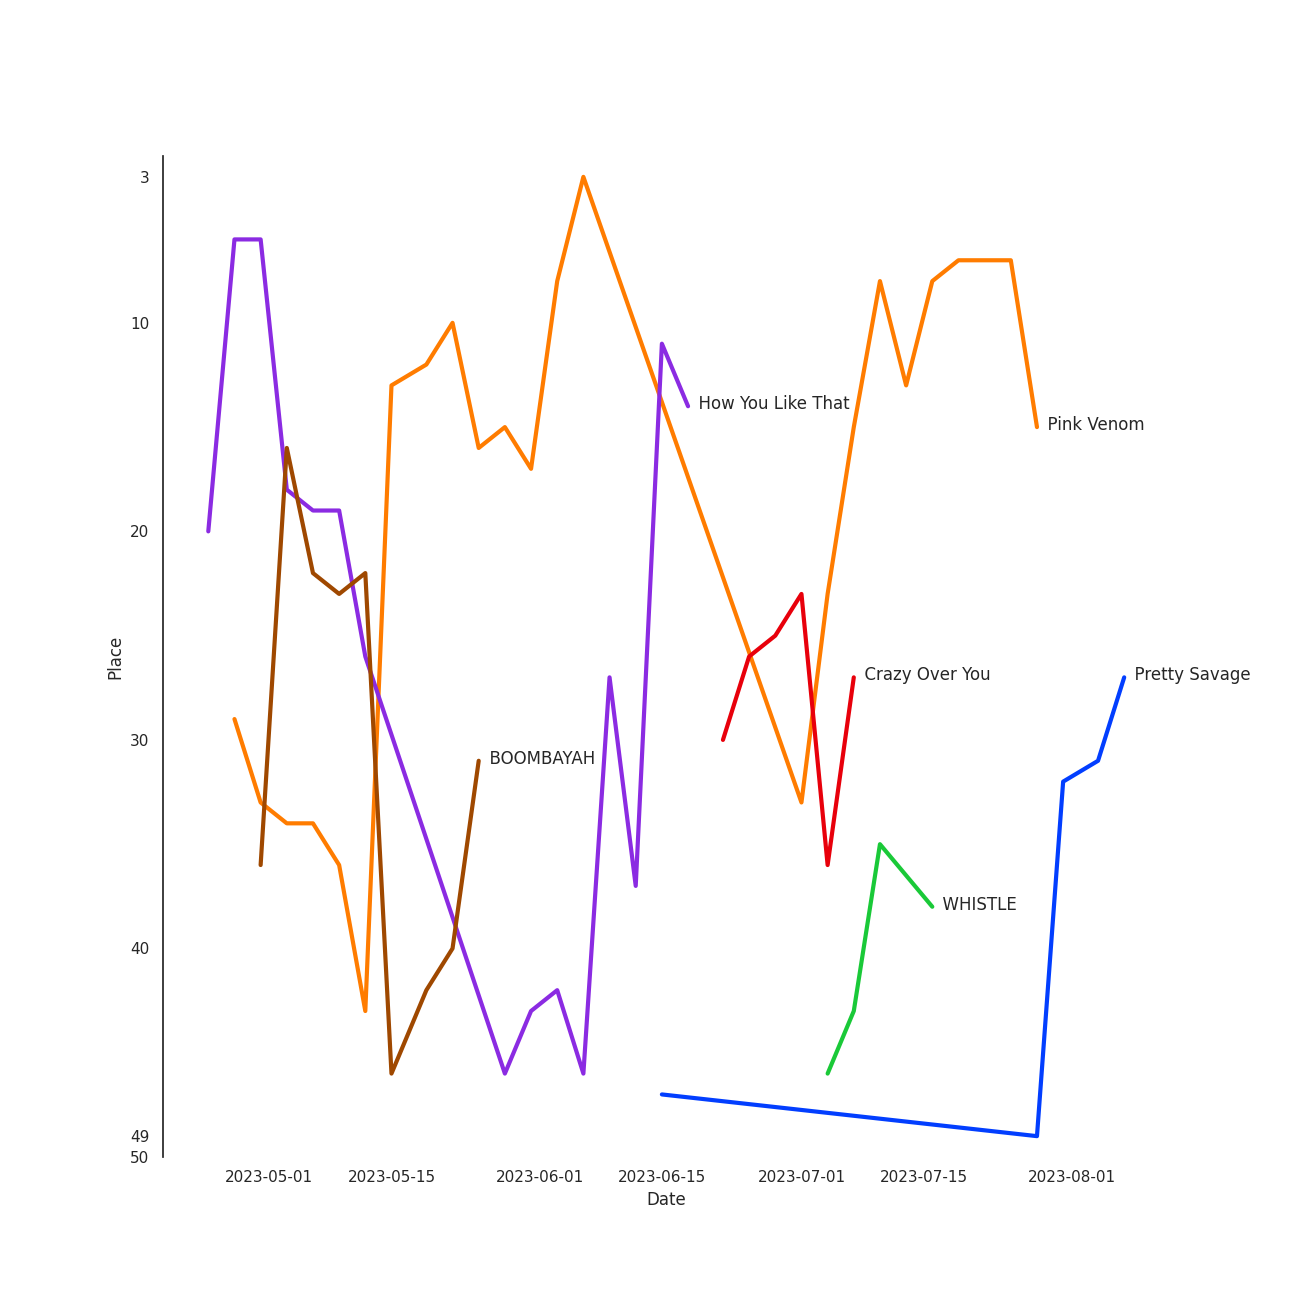 3
10
How You Like That
Pink Venom
20
Place
Crazy Over You
Pretty Savage
30
BOOMBAYAH
WHISTLE
40
49
50
2023-05-01 2023-05-15 2023-06-01 2023-06-15 2023-07-01 2023-07-15 2023-08-01
Date